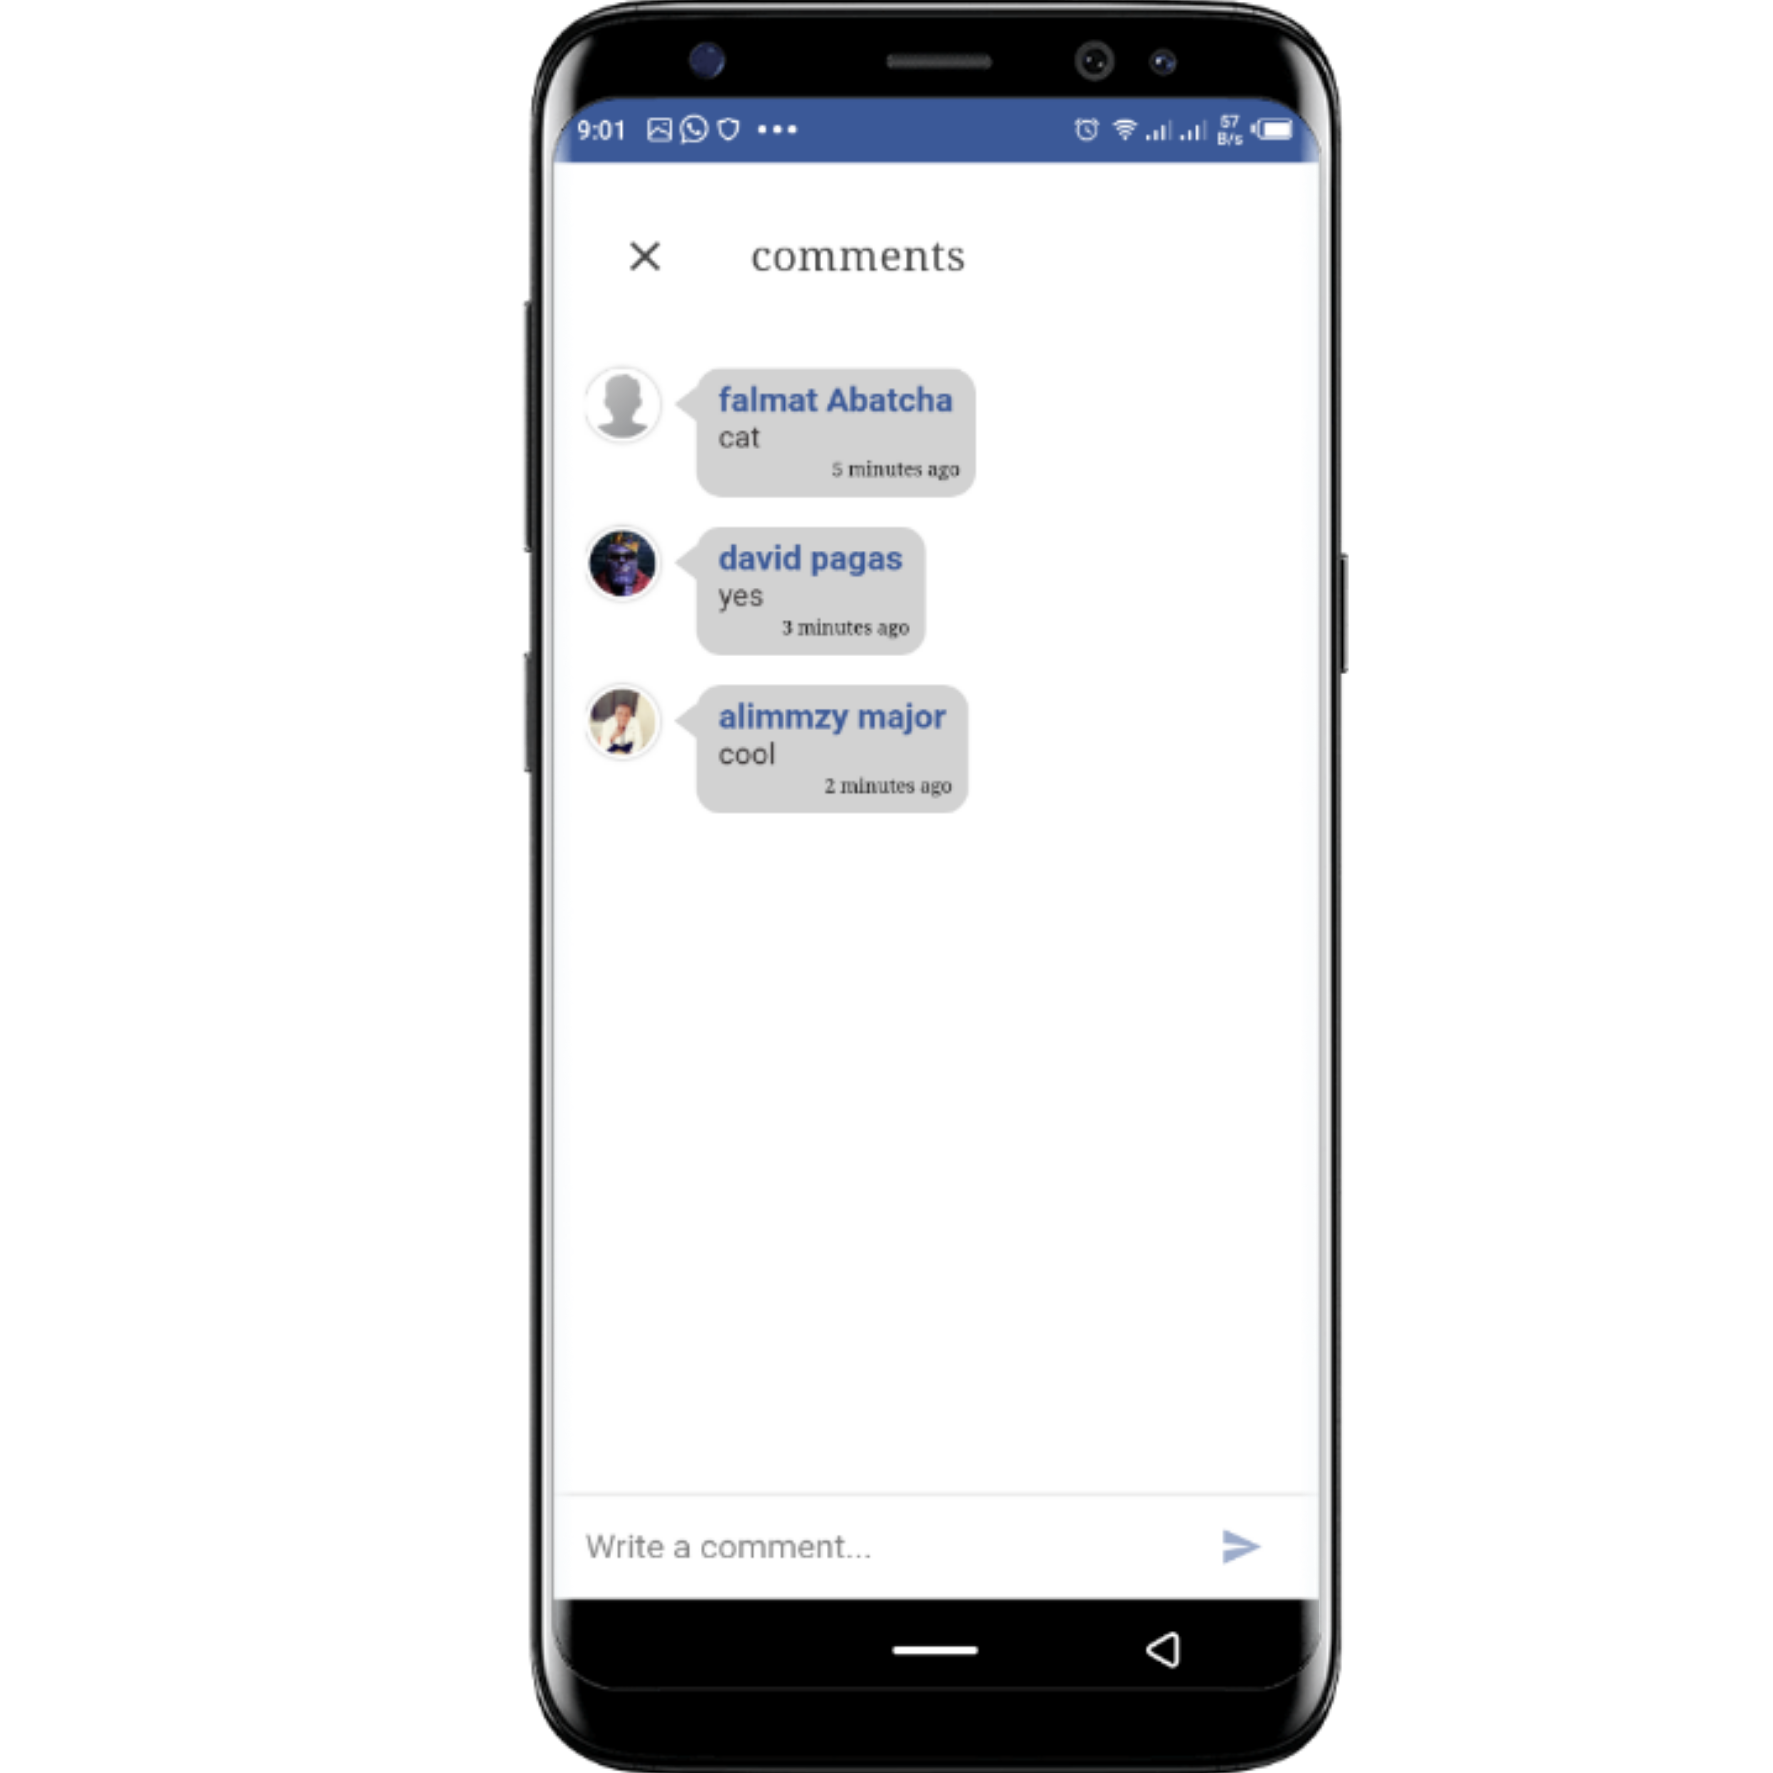 9:01
57
B/s
comments
falmat Abatcha
cat
5 minutes ago
david pagas
yes
3 minutes ago
alimmzy major
cool
2 minutes ago
Write a comment...